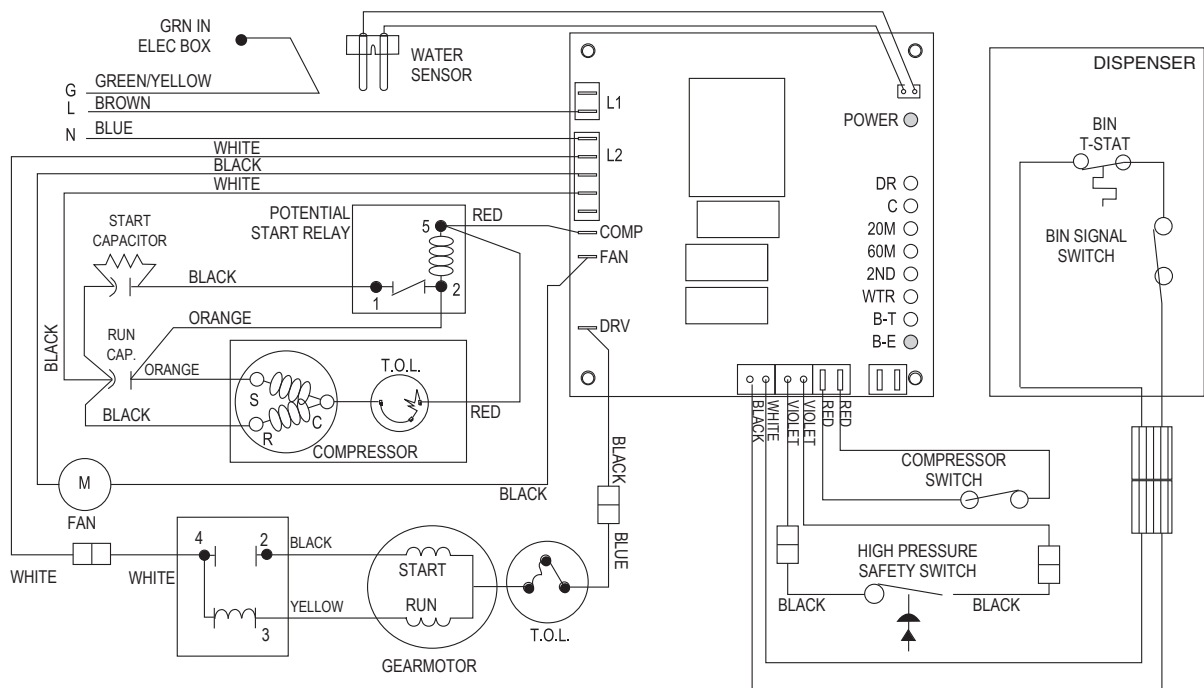 GRN IN
ELEC BOX
WATER
SENSOR
DISPENSER
G GREEN/YELLOW
L BROWN
L1
N BLUE
WHITE
L2
BLACK
WHITE
POWER
BIN
T-STAT
DR
C
20M
60M
2ND
WTR
B-T
B-E
BIN SIGNAL
SWITCH
START
CAPACITOR
POTENTIAL
START RELAY
RED
5
COMP
FAN
BLACK
1
2
ORANGE
DRV
BLACK
RUN
CAP.
ORANGE
T.O.L.
S
C
R
RED
BLACK
COMPRESSOR
BLACK
WHITE
VIOLET
VIOLET
RED
RED
COMPRESSOR
SWITCH
M
FAN
BLACK
BLACK
BLUE
4
2
BLACK
START
WHITE
WHITE
YELLOW
RUN
3
T.O.L.
GEARMOTOR
HIGH PRESSURE
SAFETY SWITCH
BLACK
BLACK